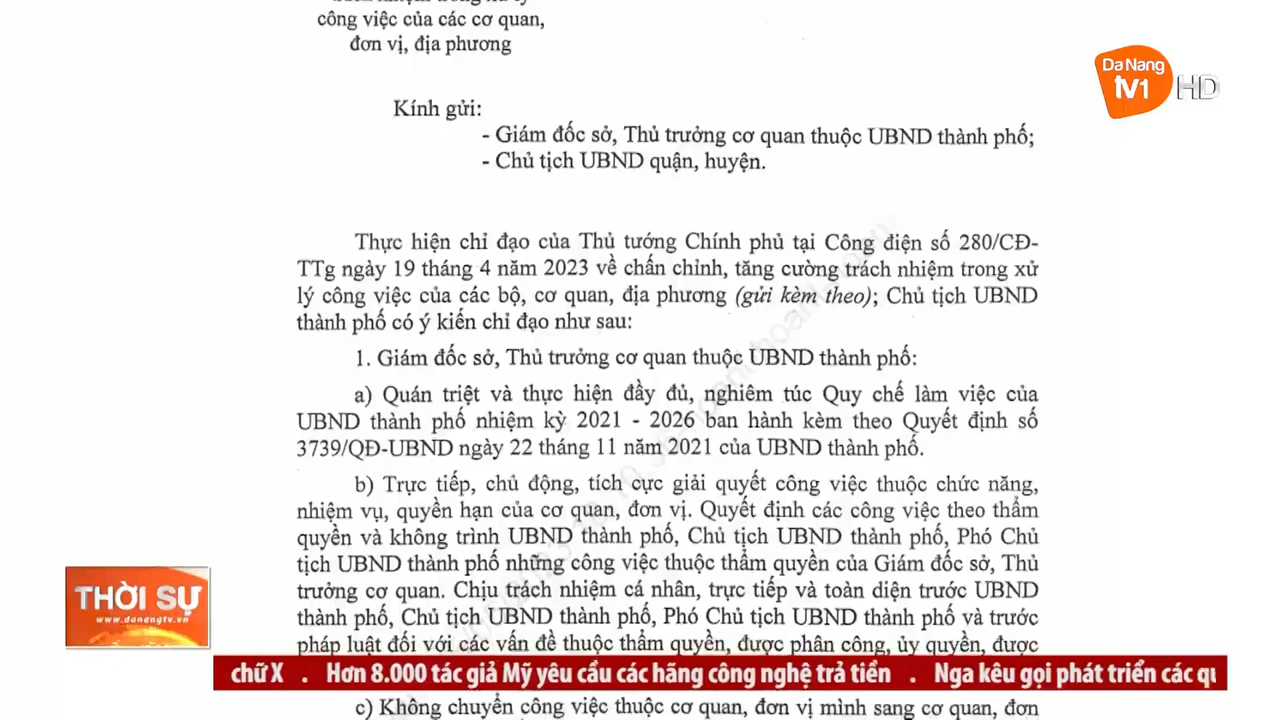 công việc của các cơ quan,
đơn vị, địa phương
Da Nang
TV1 HD
Kính gửi:
- Giám đốc sở, Thủ trưởng cơ quan thuộc UBND thành phố;
- Chủ tịch UBND quận, huyện.
Thực hiện chỉ đạo của Thủ tướng Chính phủ tại Công điện số 280/CĐ-
TTg ngày 19 tháng 4 năm 2023 về chấn chỉnh, tăng cường trách nhiệm trong xử
lý công việc của các bộ, cơ quan, địa phương (gửi kèm theo); Chủ tịch UBND
thành phố có ý kiến chỉ đạo như sau:
1. Giám đốc sở, Thủ trưởng cơ quan thuộc UBND thành phố:
a) Quán triệt và thực hiện đầy đủ, nghiêm túc Quy chế làm việc của
UBND thành phố nhiệm kỳ 2021 - 2026 ban hành kèm theo Quyết định số
3739/QĐ-UBND ngày 22 tháng 11 năm 2021 của UBND thành phố.
b) Trực tiếp, chủ động, tích cực giải quyết công việc thuộc chức năng,
nhiệm vụ, quyền hạn của cơ quan, đơn vị. Quyết định các công việc theo thẩm
quyền và không trình UBND thành phố, Chủ tịch UBND thành phố, Phó Chủ
tịch UBND thành phố những công việc thuộc thẩm quyền của Giám đốc sở, Thủ
trưởng cơ quan. Chịu trách nhiệm cá nhân, trực tiếp và toàn diện trước UBND
thành phố, Chủ tịch UBND thành phố, Phó Chủ tịch UBND thành phố và trước
pháp luật đối với các vấn đề thuộc thẩm quyền, được phân công, ủy quyền, được
THỜI SỰ
www.danangtv.vn
chữ X . Hơn 8.000 tác giả Mỹ yêu cầu các hãng công nghệ trả tiền . Nga kêu gọi phát triển các
c) Không chuyển công việc thuộc cơ quan, đơn vị mình sang cơ quan, đơn